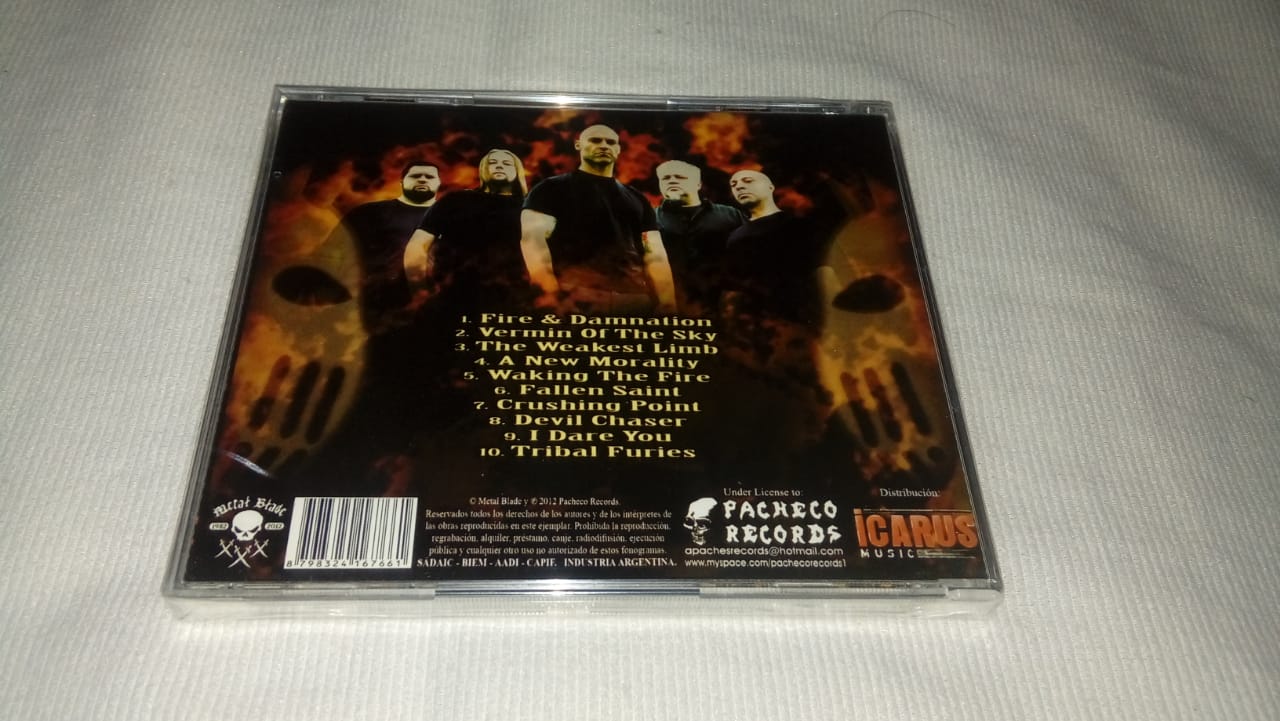 1. Fire & Damnation
2. Vermin Of The Sky
3. The Weakest Limb
4. A New Morality
5. Waking The Fire
6. Fallen Saint
7. Crushing Point
8. Devil Chaser
9. I Dare You
10. Tribal Furies
Metal Blade
1982 2012
XXX
8 798324 167661
© Metal Blade y ℗ 2012 Pacheco Records.
Reservados todos los derechos de los autores y de los intérpretes de
las obras reproducidas en este ejemplar. Prohibida la reproducción,
regrabación, alquiler, préstamo, canje, radiodifusión, ejecución
pública y cualquier otro uso no autorizado de estos fonogramas.
SADAIC - BIEM - AADI - CAPIF. INDUSTRIA ARGENTINA.
Under License to:
PACHECO
RECORDS
apachesrecords@hotmail.com
www.myspace.com/pachecorecords1
Distribución:
iCARUS
MUSIC